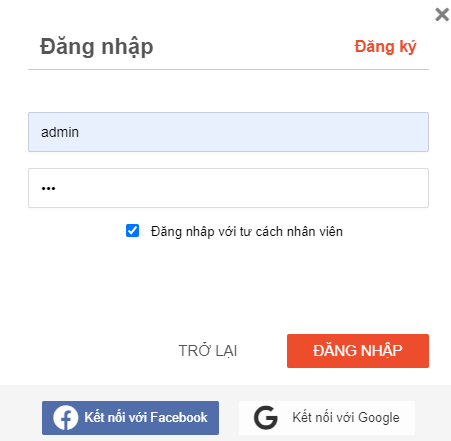 Đăng nhập
Đăng ký
admin
•••
Đăng nhâp với tư cách nhân viên
TRỞ LẠI
ĐĂNG NHẬP
Kết nối với Facebook
Kết nối với Google